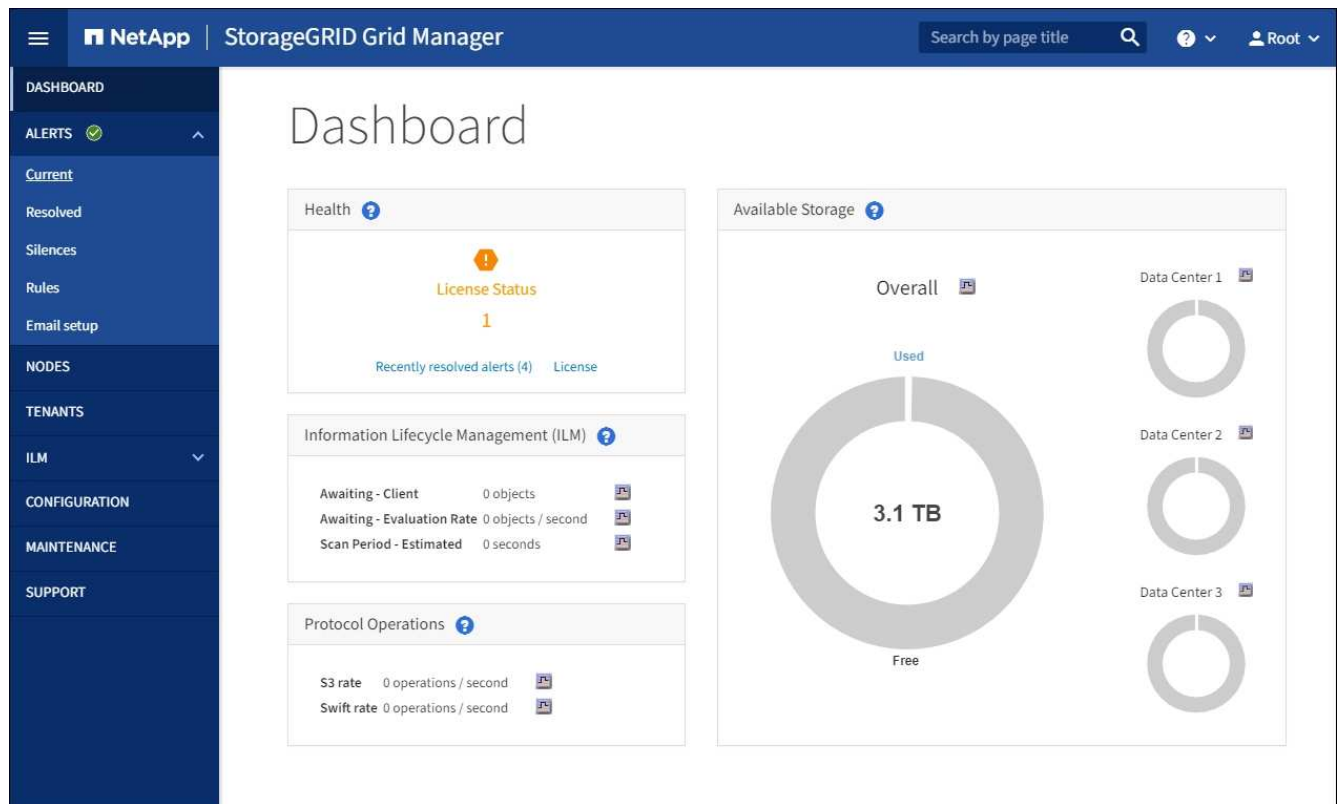 NetApp | StorageGRID Grid Manager
Search by page title
Root
DASHBOARD
ALERTS
Current
Resolved
Silences
Rules
Email setup
NODES
TENANTS
ILM
CONFIGURATION
MAINTENANCE
SUPPORT
Dashboard
Health
License Status
1
Recently resolved alerts (4) License
Information Lifecycle Management (ILM)
Awaiting - Client 0 objects
Awaiting - Evaluation Rate 0 objects / second
Scan Period - Estimated 0 seconds
Protocol Operations
S3 rate 0 operations / second
Swift rate 0 operations / second
Available Storage
Overall
Used
3.1 TB
Free
Data Center 1
Data Center 2
Data Center 3